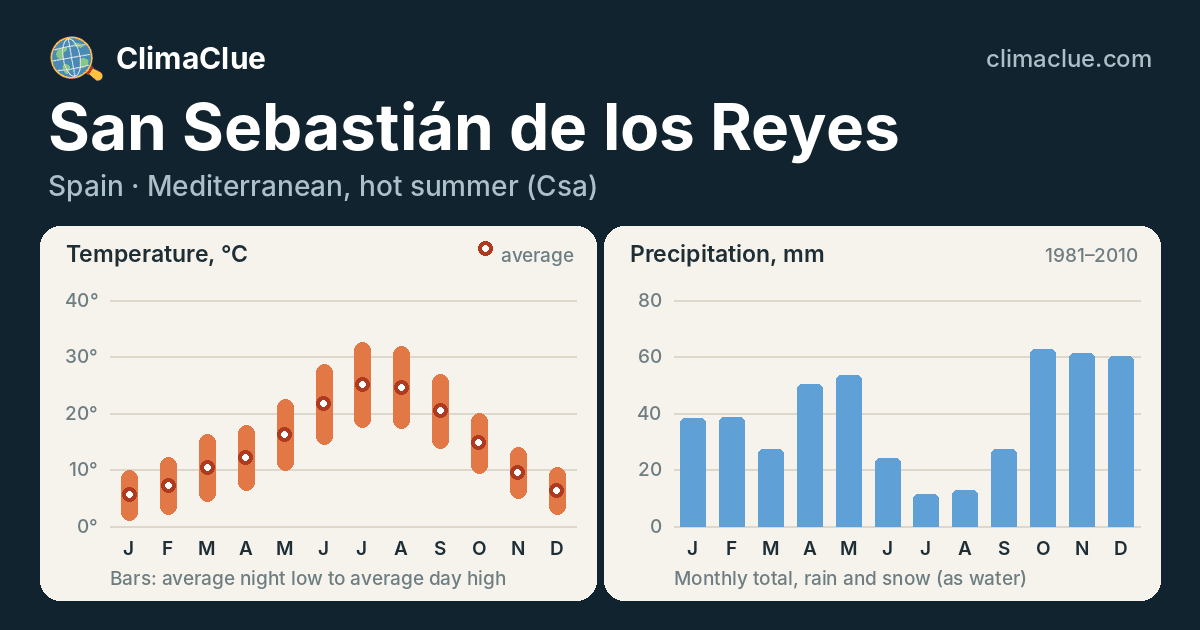 ClimaClue
climaclue.com
San Sebastián de los Reyes
Spain · Mediterranean, hot summer (Csa)
Temperature, °C
average
40°
30°
20°
10°
0°
J F M A M J J A S O N D
Bars: average night low to average day high
Precipitation, mm
1981–2010
80
60
40
20
0
J F M A M J J A S O N D
Monthly total, rain and snow (as water)